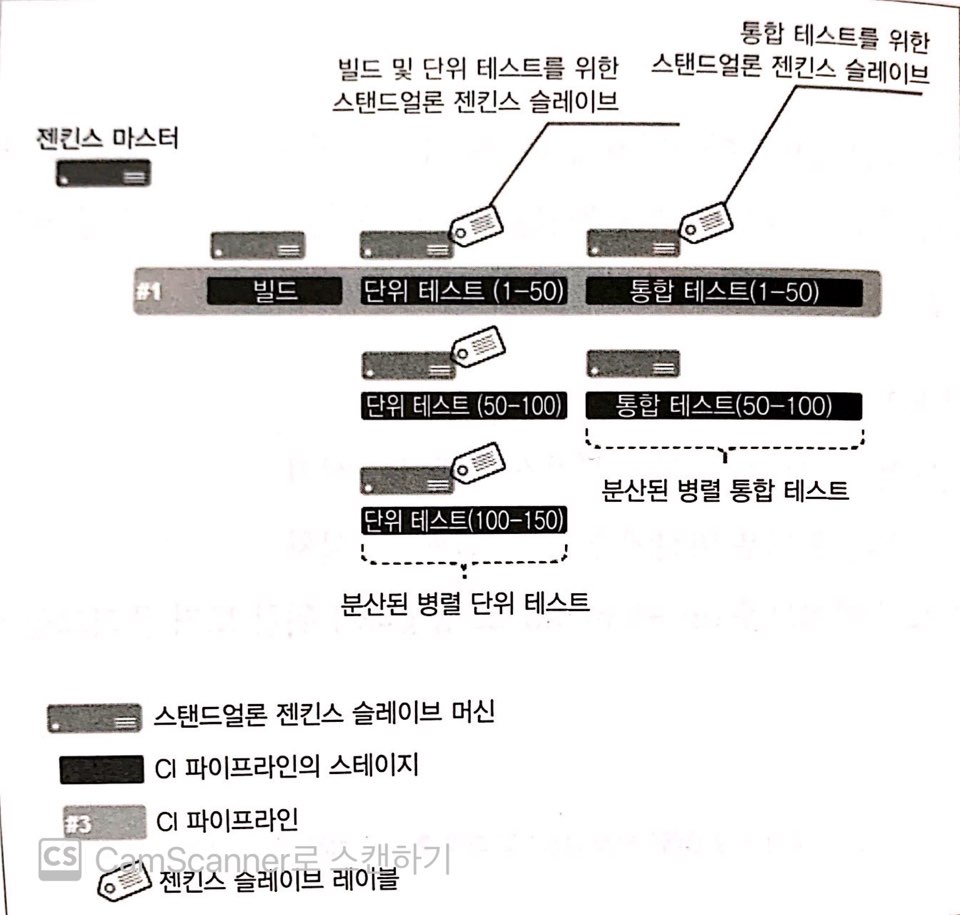 통합 테스트를 위한
스탠드얼론 젠킨스 슬레이브
빌드 및 단위 테스트를 위한
스탠드얼론 젠킨스 슬레이브
젠킨스 마스터
#1
빌드
단위 테스트 (1–50)
통합 테스트(1–50)
단위 테스트 (50–100)
통합 테스트(50–100)
분산된 병렬 통합 테스트
단위 테스트(100–150)
분산된 병렬 단위 테스트
스탠드얼론 젠킨스 슬레이브 머신
CI 파이프라인의 스테이지
#3
CI 파이프라인
CS CamScanner로 스캔하기
젠킨스 슬레이브 레이블